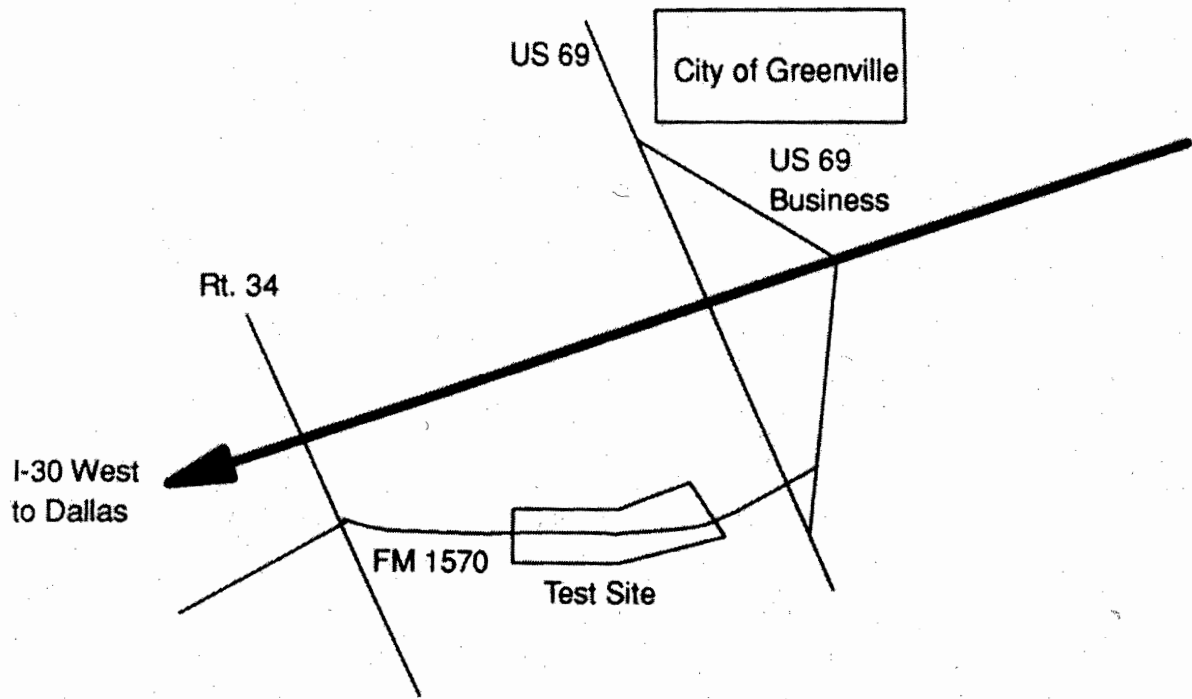 US 69
City of Greenville
US 69
Business
Rt. 34
I-30 West
to Dallas
FM 1570
Test Site